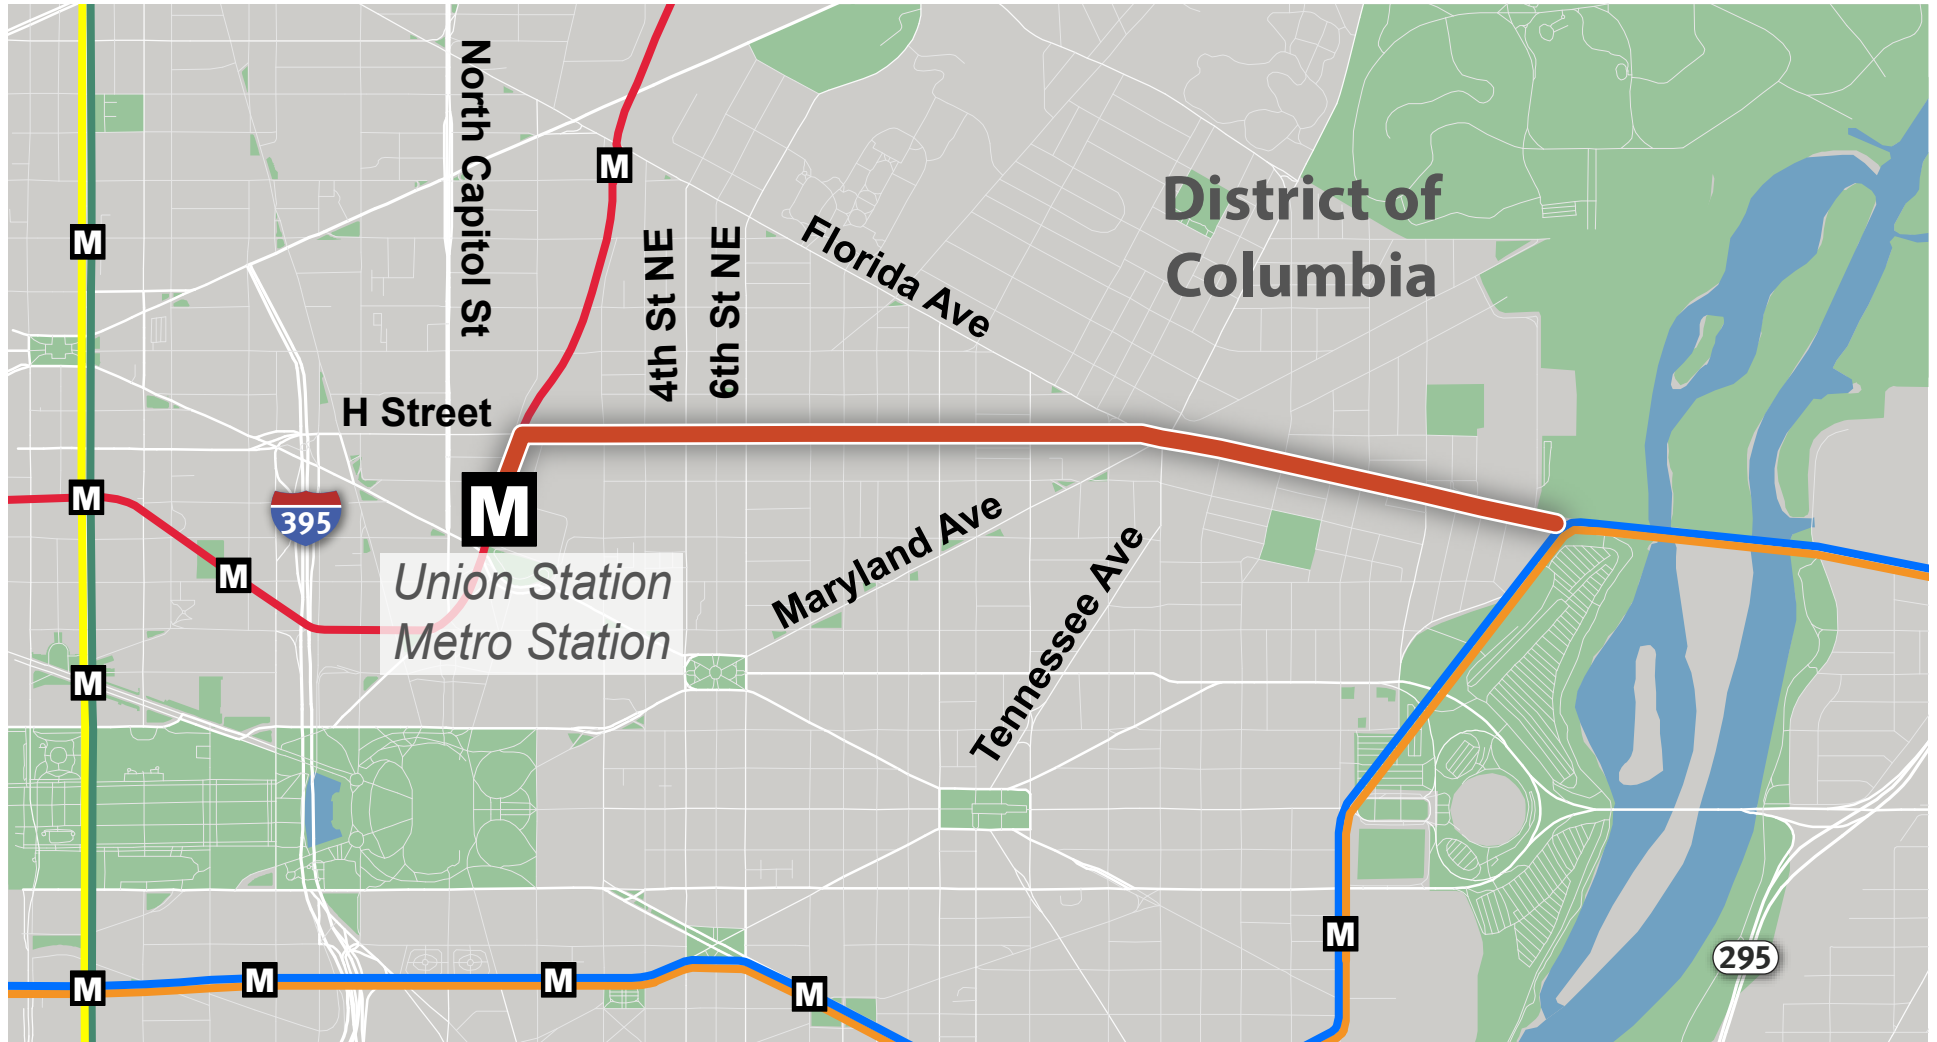 North Capitol St
M
4th St NE
6th St NE
Florida Ave
District of
Columbia
M
H Street
M
M
395
Union Station
Metro Station
Maryland Ave
Tennessee Ave
M
M
M
M
M
M
M
M
295